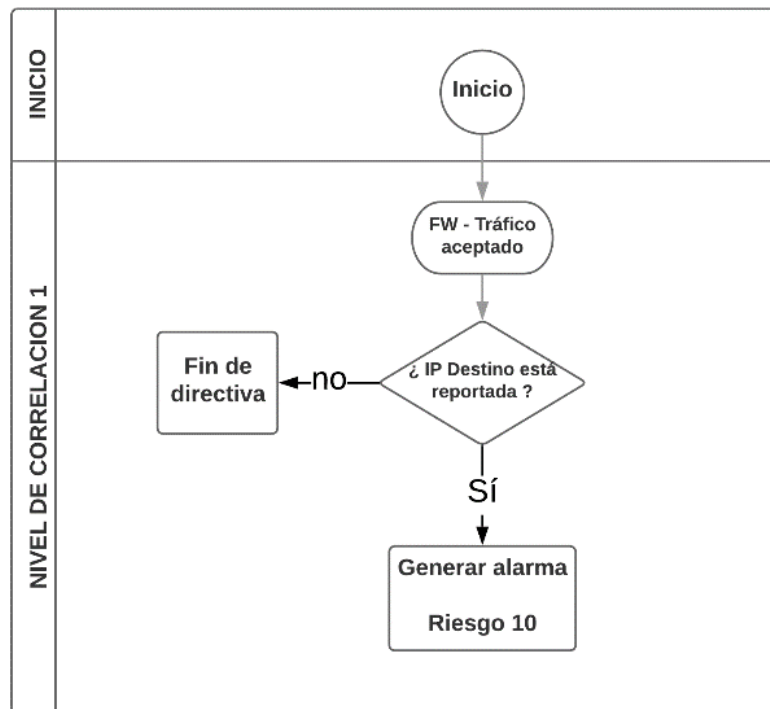 INICIO
Inicio
NIVEL DE CORRELACION 1
FW - Tráfico
aceptado
¿ IP Destino está
reportada ?
no
Fin de
directiva
Sí
Generar alarma
Riesgo 10